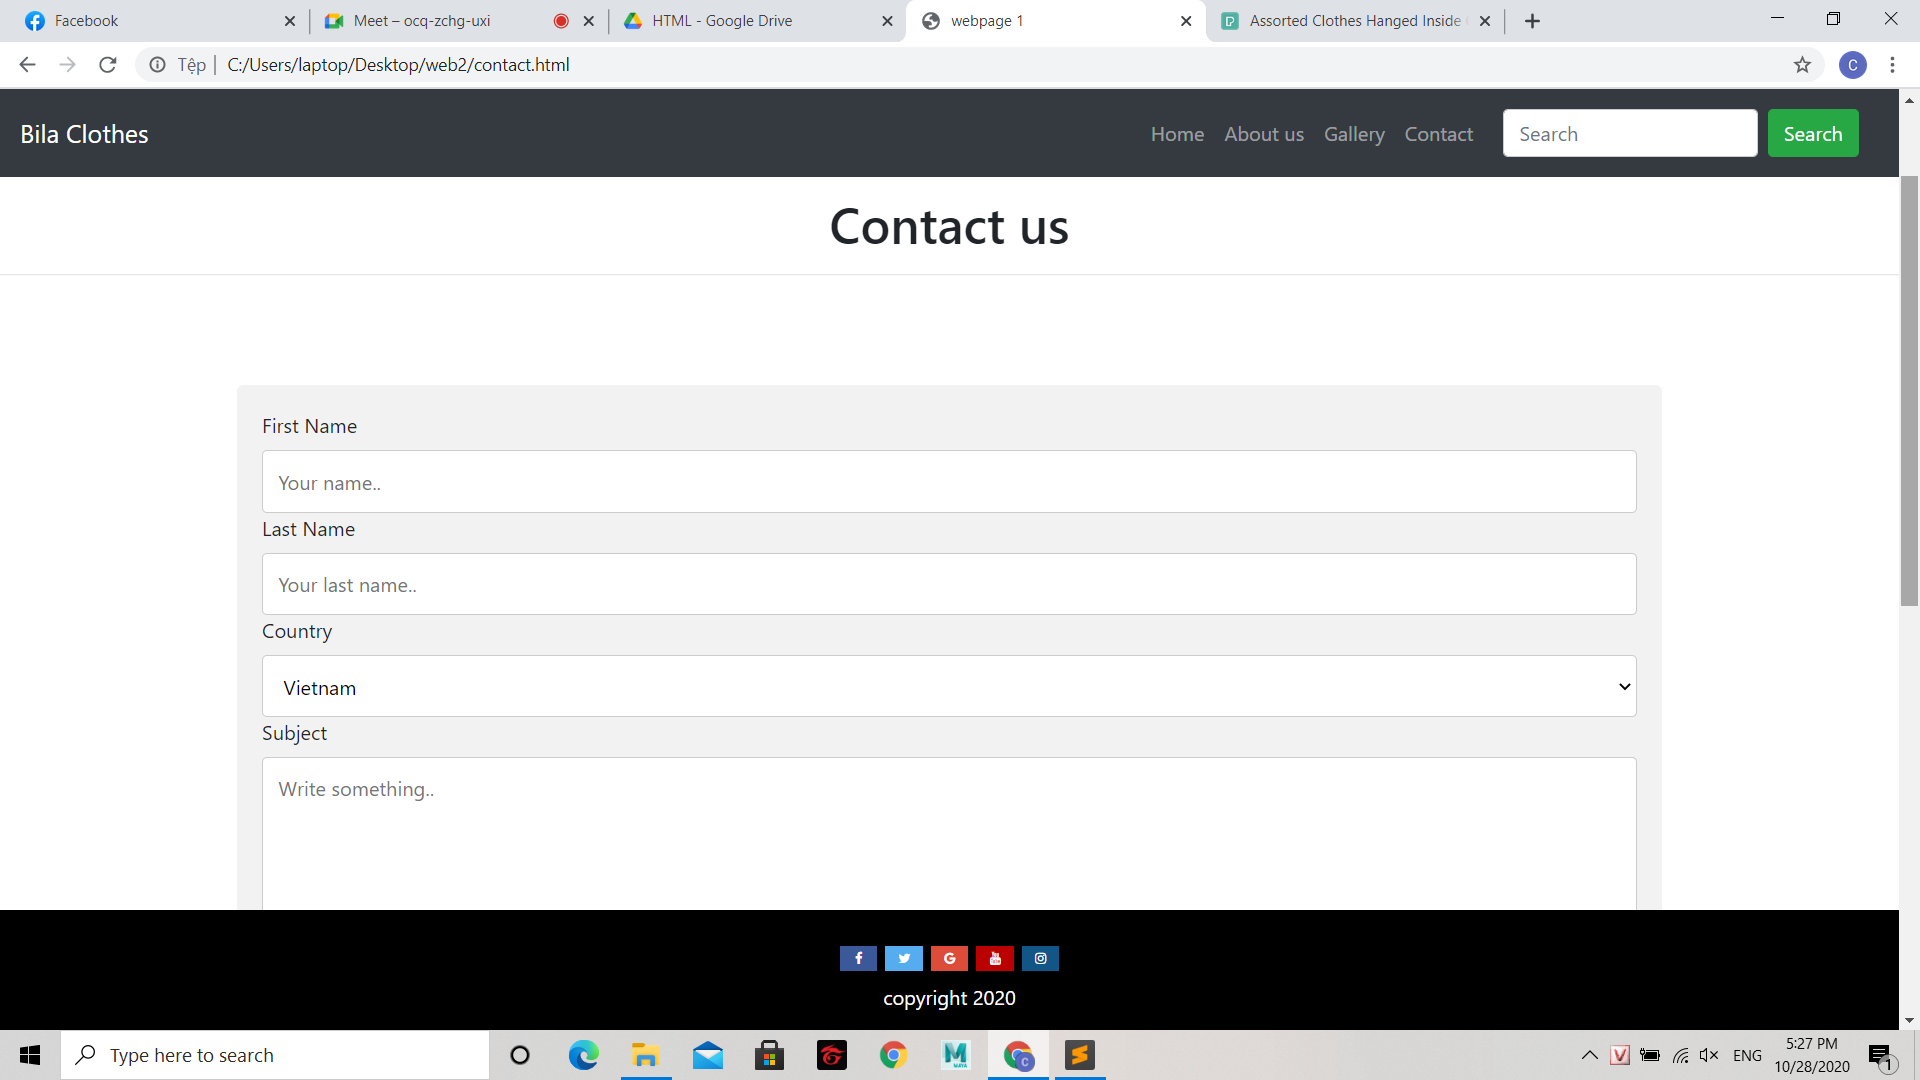 Facebook
Meet – ocq-zchg-uxi
HTML - Google Drive
webpage 1
Assorted Clothes Hanged Inside
Tệp | C:/Users/laptop/Desktop/web2/contact.html
C
Bila Clothes
Home About us Gallery Contact Search Search
Contact us
First Name
Your name..
Last Name
Your last name..
Country
Vietnam
Subject
Write something..
copyright 2020
Type here to search
ENG
5:27 PM
10/28/2020
1